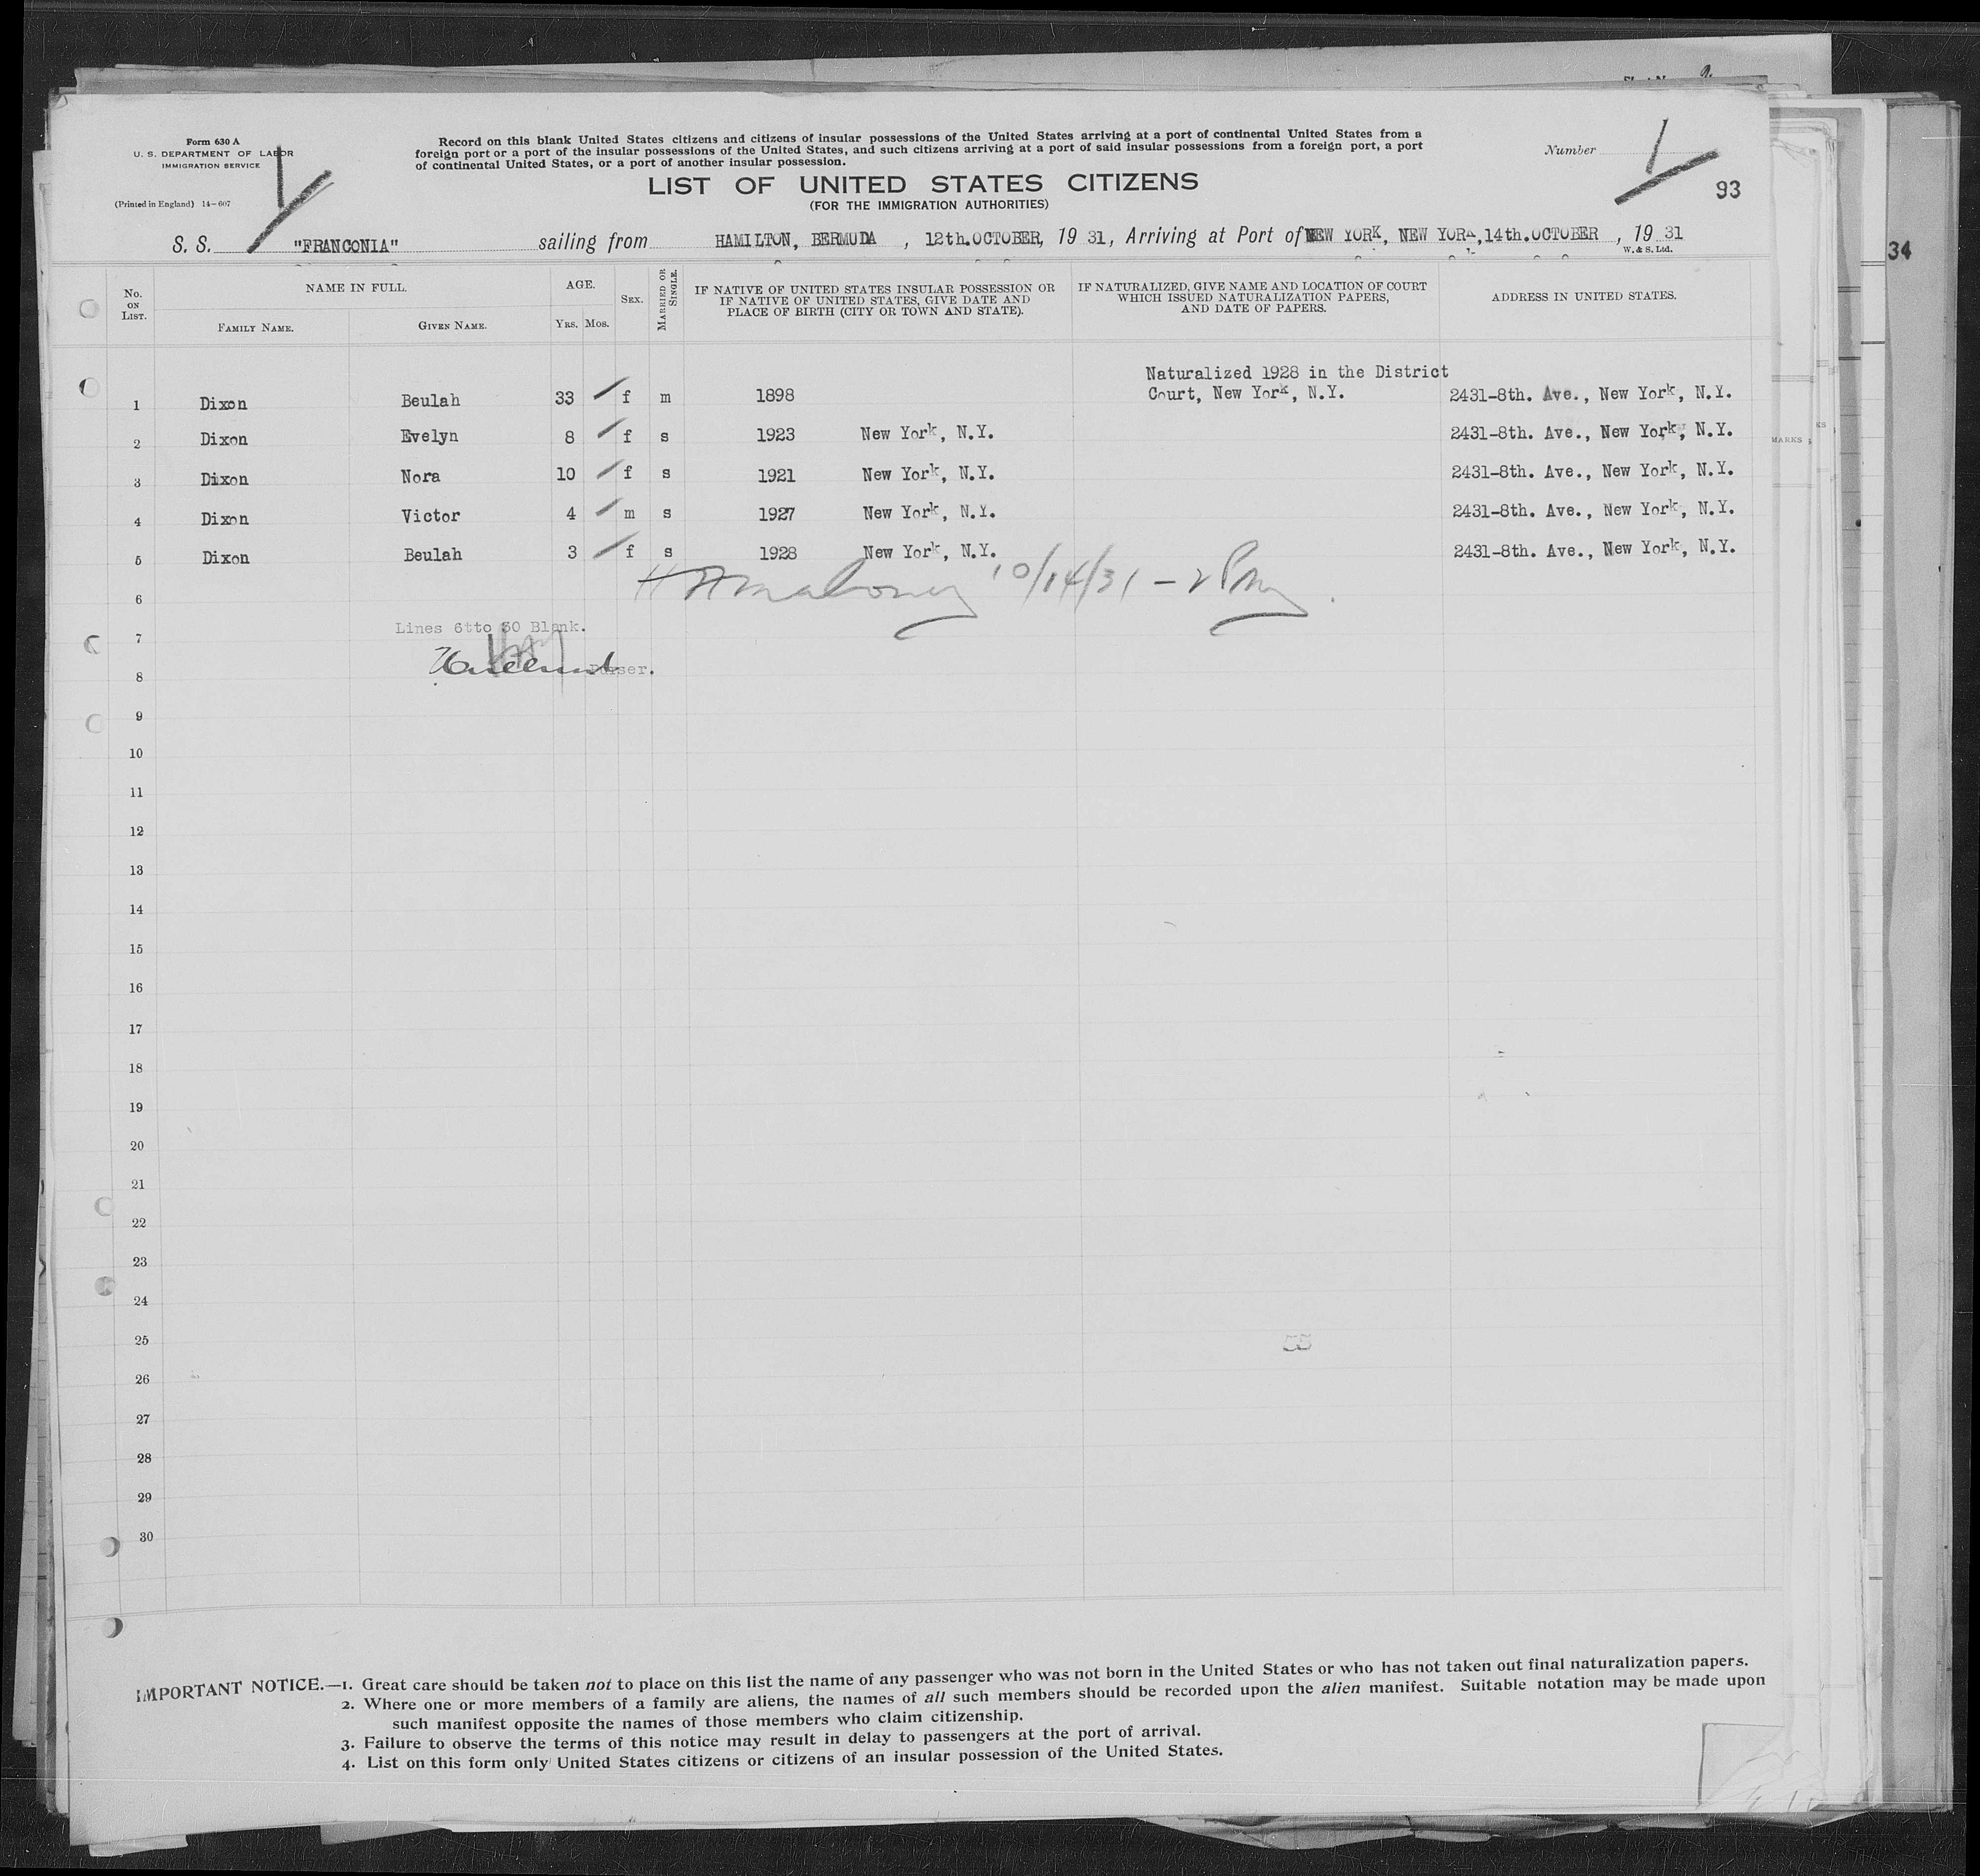 Form 630 A
U. S. DEPARTMENT OF LABOR
IMMIGRATION SERVICE
(Printed in England) 14-607
Record on this blank United States citizens and citizens of insular possessions of the United States arriving at a port of continental United States from a
foreign port or a port of the insular possessions of the United States, and such citizens arriving at a port of said insular possessions from a foreign port, a port
of continental United States, or a port of another insular possession.
Number
LIST OF UNITED STATES CITIZENS
93
(FOR THE IMMIGRATION AUTHORITIES)
S. S. "FRANCONIA" sailing from HAMILTON, BERMUDA, 12th.OCTOBER, 19 31, Arriving at Port of NEW YORK, NEW YORK, 14th.OCTOBER, 19 31
W. & S. Ltd.
34
No. ON LIST. NAME IN FULL. FAMILY NAME. GIVEN NAME. AGE. YRS. MOS. SEX. MARRIED OR SINGLE. IF NATIVE OF UNITED STATES INSULAR POSSESSION OR IF NATIVE OF UNITED STATES, GIVE DATE AND PLACE OF BIRTH (CITY OR TOWN AND STATE). IF NATURALIZED, GIVE NAME AND LOCATION OF COURT WHICH ISSUED NATURALIZATION PAPERS, AND DATE OF PAPERS. ADDRESS IN UNITED STATES.
Naturalized 1928 in the District
1 Dixon Beulah 33 f m 1898 Court, New York, N.Y. 2431-8th. Ave., New York, N.Y.
2 Dixon Evelyn 8 f s 1923 New York, N.Y. 2431-8th. Ave., New York, N.Y.
3 Dixon Nora 10 f s 1921 New York, N.Y. 2431-8th. Ave., New York, N.Y.
4 Dixon Victor 4 m s 1927 New York, N.Y. 2431-8th. Ave., New York, N.Y.
5 Dixon Beulah 3 f s 1928 New York, N.Y. 2431-8th. Ave., New York, N.Y.
10/14/31 -
6
Lines 6tto 30 Blank.
7
Purser.
8
9
10
11
12
13
14
15
16
17
18
19
20
21
22
23
24
25
26
27
28
29
30
IMPORTANT NOTICE.—1. Great care should be taken not to place on this list the name of any passenger who was not born in the United States or who has not taken out final naturalization papers.
2. Where one or more members of a family are aliens, the names of all such members should be recorded upon the alien manifest. Suitable notation may be made upon
such manifest opposite the names of those members who claim citizenship.
3. Failure to observe the terms of this notice may result in delay to passengers at the port of arrival.
4. List on this form only United States citizens or citizens of an insular possession of the United States.